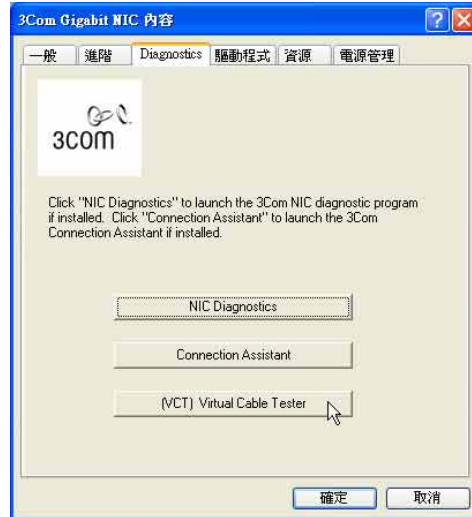 3Com Gigabit NIC 內容
一般 進階 Diagnostics 驅動程式 資源 電源管理
3com
Click "NIC Diagnostics" to launch the 3Com NIC diagnostic program
if installed. Click "Connection Assistant" to launch the 3Com
Connection Assistant if installed.
NIC Diagnostics
Connection Assistant
(VCT) Virtual Cable Tester
確定 取消